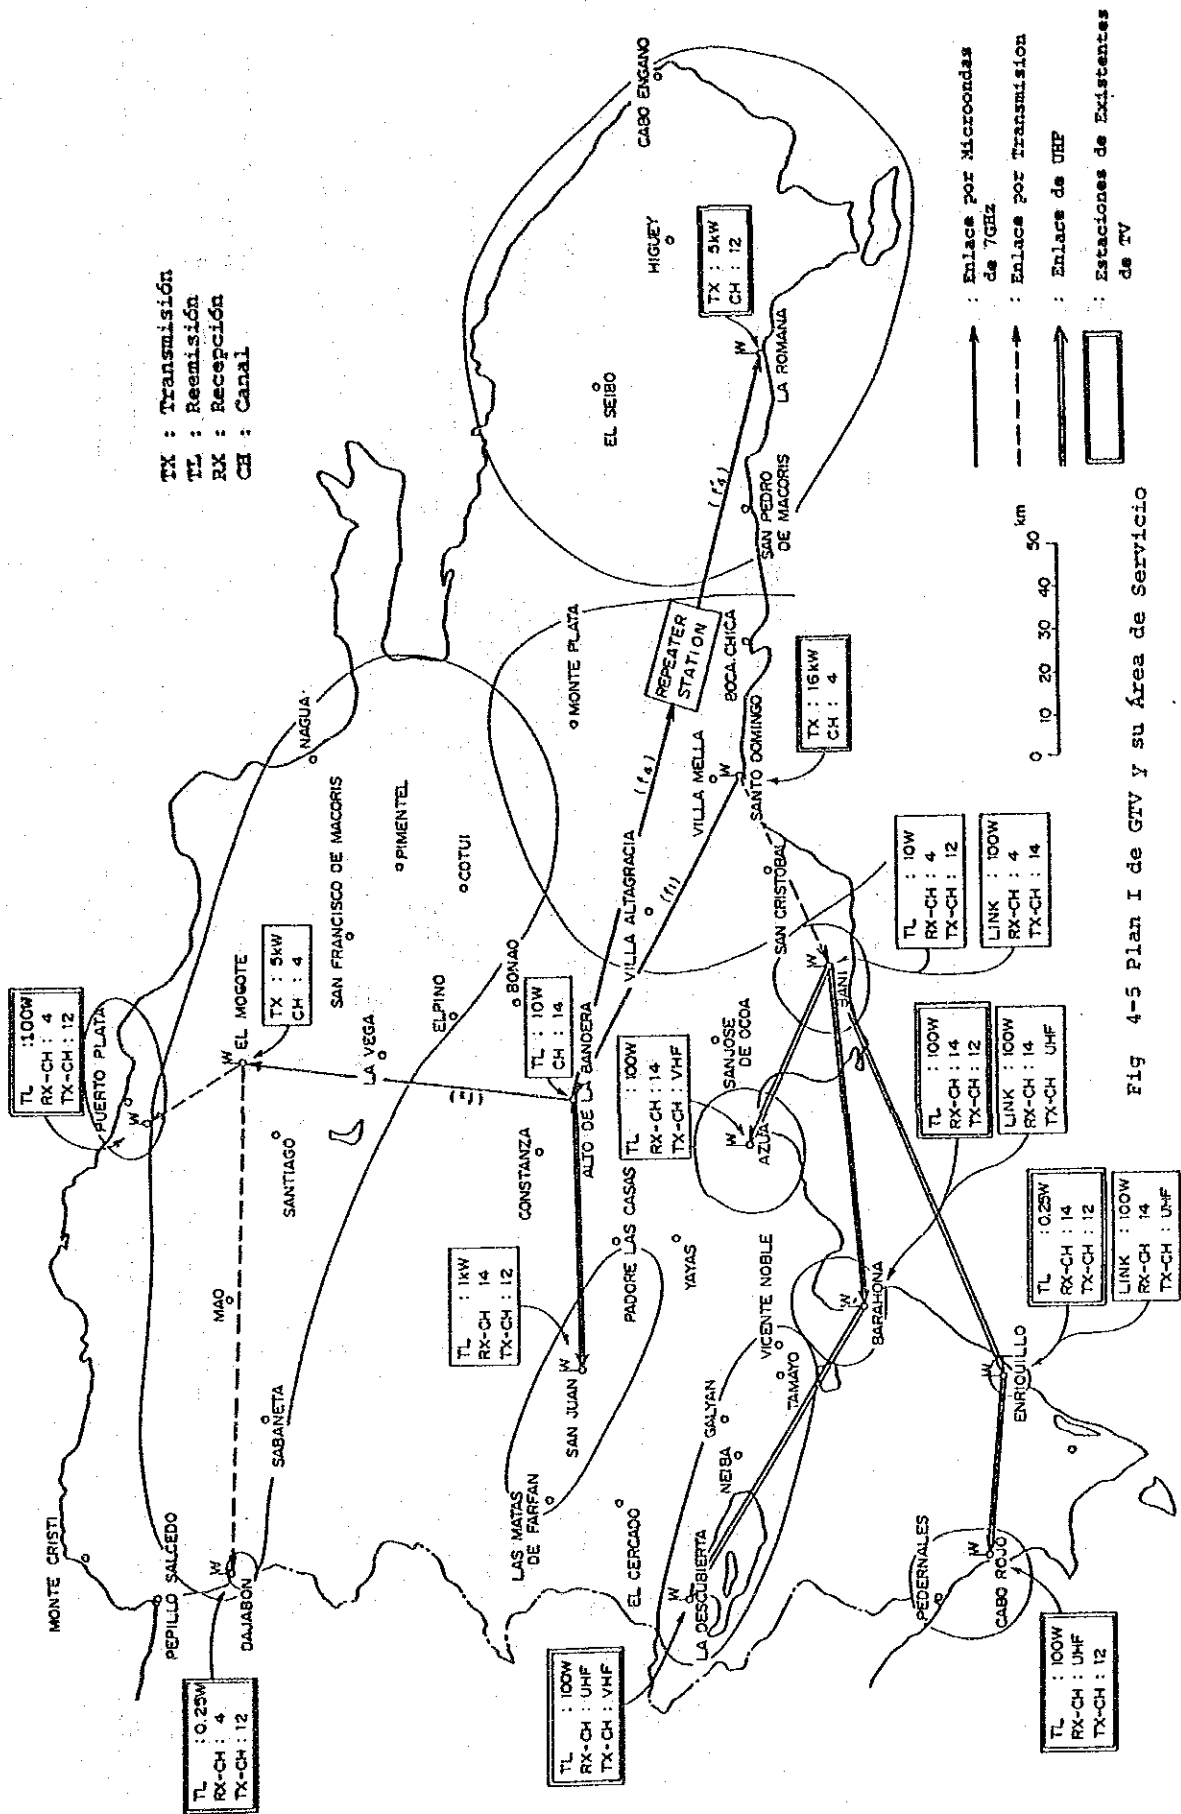 TX : Transmisión
TL : Reemisión
RX : Recepción
CH : Canal
MONTE CRISTI
PEPILLO SALCEDO
DAJABON
TL : 0.25W
RX-CH : 4
TX-CH : 12
SABANETA
MAO
SANTIAGO
PUERTO PLATA
TL : 100W
RX-CH : 4
TX-CH : 12
EL MOGOTE
TX : 5kW
CH : 4
LA VEGA
SAN FRANCISCO DE MACORIS
NAGUA
PIMENTEL
COTUI
ELPINO
BONAO
CONSTANZA
ALTO DE LA BANDERA
TL : 10W
CH : 14
LAS MATAS
DE FARFAN
SAN JUAN
TL : 1kW
RX-CH 14
TX-CH : 12
PADORE LAS CASAS
YAYAS
EL CERCADO
VILLA ALTAGRACIA
(f1)
(f4)
MONTE PLATA
REPEATER
STATION
(f'4)
VILLA MELLA
SANTO DOMINGO
TX : 16kW
CH : 4
BOCA.CHICA
SAN PEDRO
DE MACORIS
EL SEIBO
HIGUEY
LA ROMANA
TX : 5kW
CH : 12
CABO ENGANO
SAN CRISTOBAL
BANI
TL : 10W
RX-CH : 4
TX-CH : 12
LINK : 100W
RX-CH : 4
TX-CH : 14
SANJOSE
DE OCOA
AZUA
TL : 100W
RX-CH : 14
TX-CH : VHF
VICENTE NOBLE
TAMAYO
GALVAN
NEIBA
LA DESCUBIERTA
TL : 100W
RX-CH : UHF
TX-CH : VHF
BARAHONA
TL : 100W
RX-CH : 14
TX-CH : 12
LINK : 100W
RX-CH : 14
TX-CH UHF
ENRIQUILLO
TL : 0.25W
RX-CH : 14
TX-CH : 12
LINK : 100W
RX-CH 14
TX-CH : UHF
PEDERNALES
CABO ROJO
TL : 100W
RX-CH : UHF
TX-CH : 12
0 10 20 30 40 50 km
: Enlace por Microondas
de 7GHz
: Enlace por Transmision
: Enlace de UHF
: Estaciones de Existentes
de TV
Fig 4-5 Plan I de GTV y su Área de Servicio